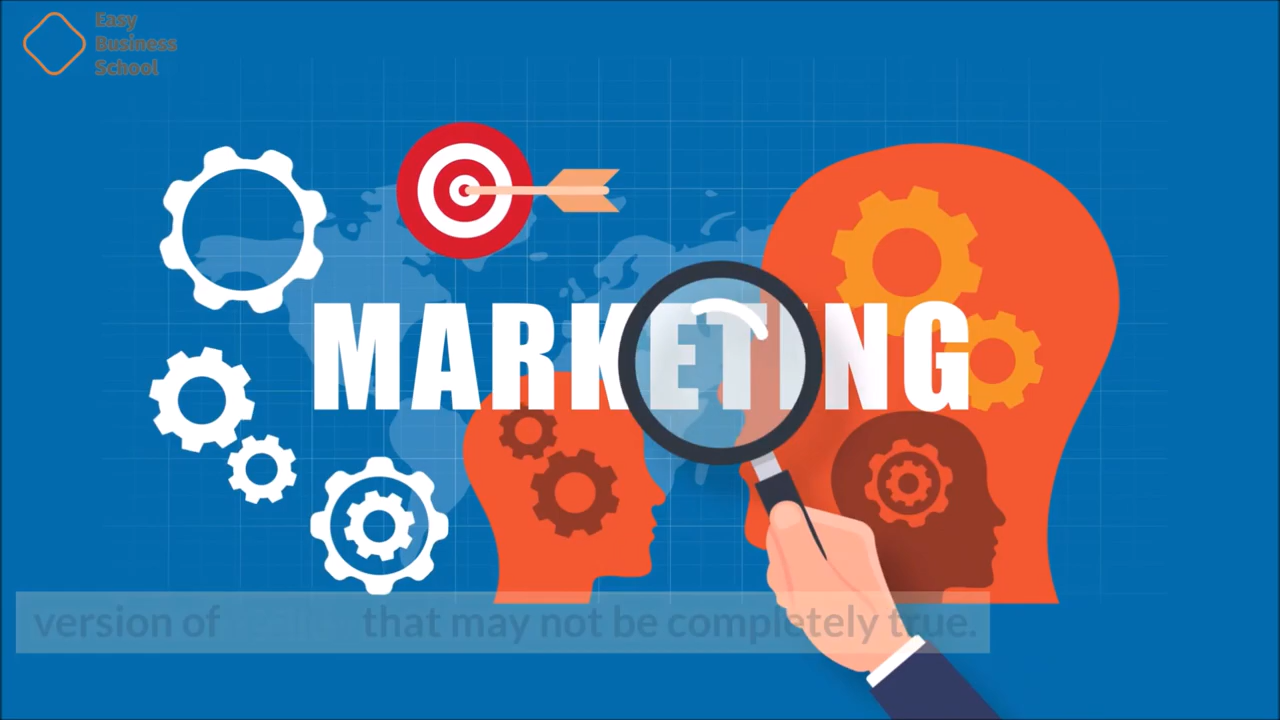 Easy
Business
School
MARKETING
version of that may not be completely true.